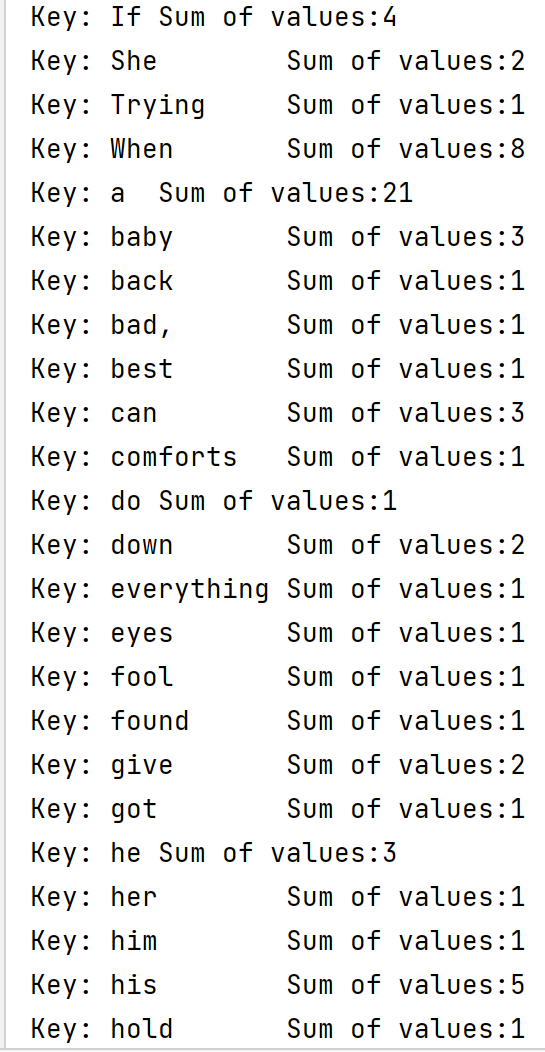 Key: If Sum of values:4
Key: She Sum of values:2
Key: Trying Sum of values:1
Key: When Sum of values:8
Key: a Sum of values:21
Key: baby Sum of values:3
Key: back Sum of values:1
Key: bad, Sum of values:1
Key: best Sum of values:1
Key: can Sum of values:3
Key: comforts Sum of values:1
Key: do Sum of values:1
Key: down Sum of values:2
Key: everything Sum of values:1
Key: eyes Sum of values:1
Key: fool Sum of values:1
Key: found Sum of values:1
Key: give Sum of values:2
Key: got Sum of values:1
Key: he Sum of values:3
Key: her Sum of values:1
Key: him Sum of values:1
Key: his Sum of values:5
Key: hold Sum of values:1